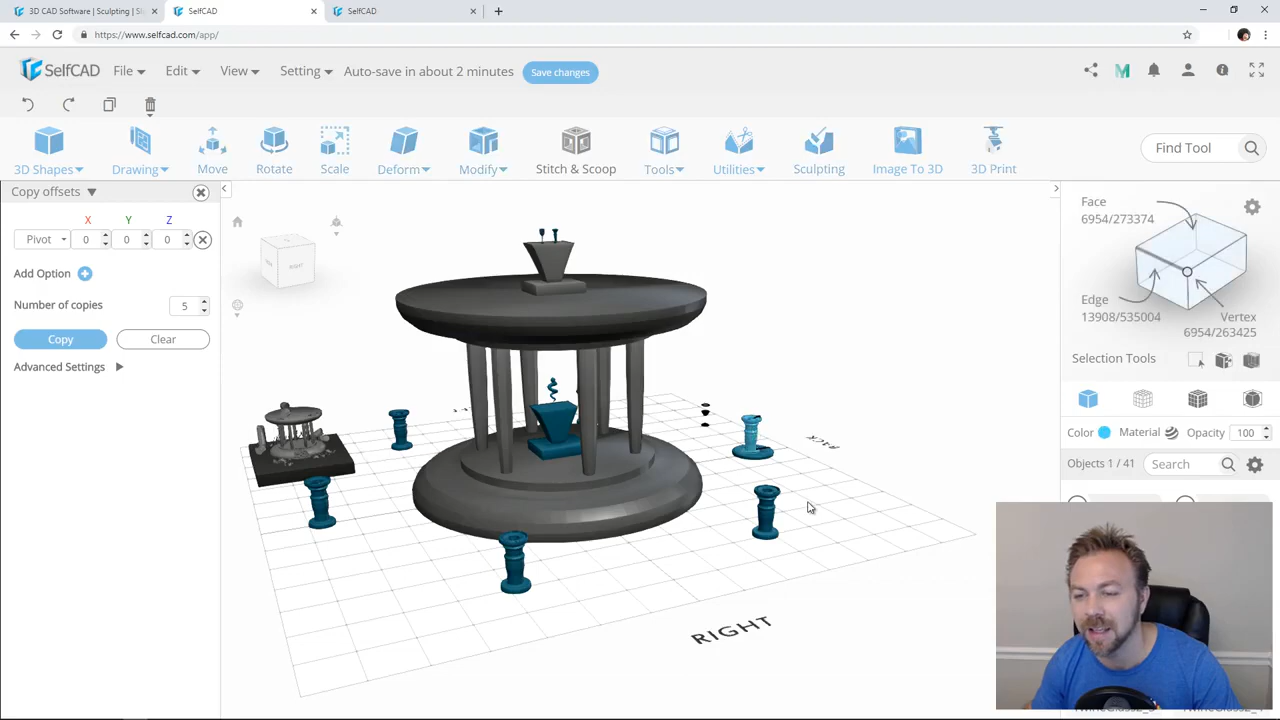 3D CAD Software | Sculpting | Sl
SelfCAD
SelfCAD
https://www.selfcad.com/app/
SelfCAD
File
Edit
View
Setting
Auto-save in about 2 minutes
Save changes
3D Shapes
Drawing
Move
Rotate
Scale
Deform
Modify
Stitch & Scoop
Tools
Utilities
Sculpting
Image To 3D
3D Print
Find Tool
Copy offsets
X Y Z
Pivot 0 0 0
Add Option
Number of copies 5
Copy Clear
Advanced Settings
RIGHT
RIGHT
Face
6954/273374
Edge
13908/535004
Vertex
6954/263425
Selection Tools
Color Material Opacity 100
Objects 1 / 41 Search